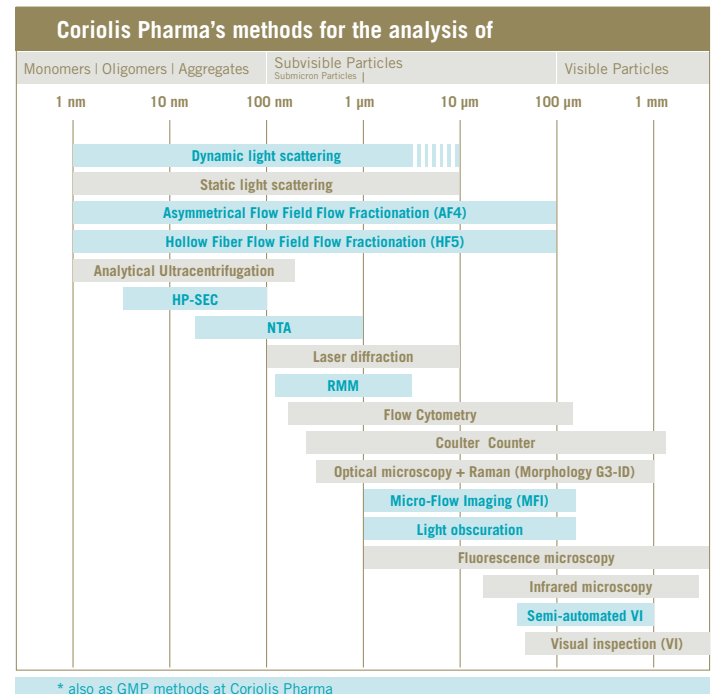 Coriolis Pharma's methods for the analysis of
Monomers | Oligomers | Aggregates
Subvisible Particles
Submicron Particles |
Visible Particles
1 nm 10 nm 100 nm 1 µm 10 µm 100 µm 1 mm
Dynamic light scattering
Static light scattering
Asymmetrical Flow Field Flow Fractionation (AF4)
Hollow Fiber Flow Field Flow Fractionation (HF5)
Analytical Ultracentrifugation
HP-SEC
NTA
Laser diffraction
RMM
Flow Cytometry
Coulter Counter
Optical microscopy + Raman (Morphology G3-ID)
Micro-Flow Imaging (MFI)
Light obscuration
Fluorescence microscopy
Infrared microscopy
Semi-automated VI
Visual inspection (VI)
* also as GMP methods at Coriolis Pharma